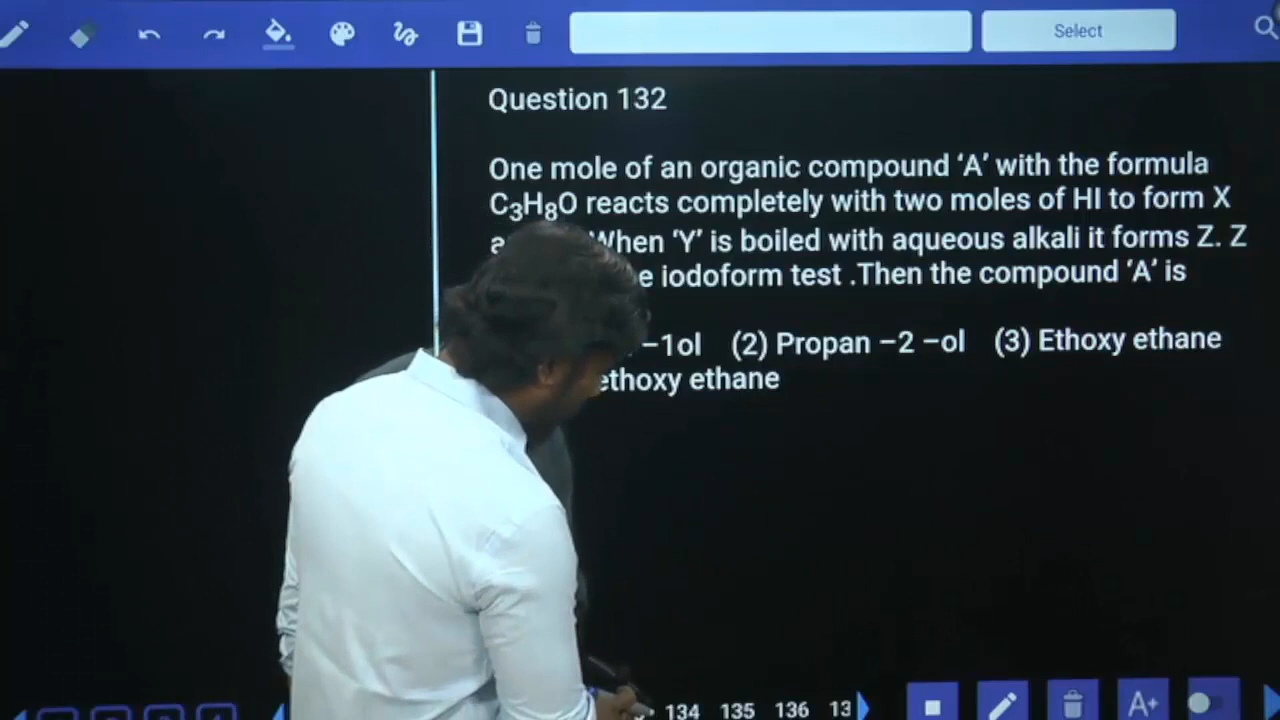 Select
Question 132
One mole of an organic compound ‘A’ with the formula
C₃H₈O reacts completely with two moles of HI to form X
When ‘Y’ is boiled with aqueous alkali it forms Z. Z
iodoform test .Then the compound ‘A’ is
–1ol (2) Propan –2 –ol (3) Ethoxy ethane
ethoxy ethane
134 135 136 13
A+